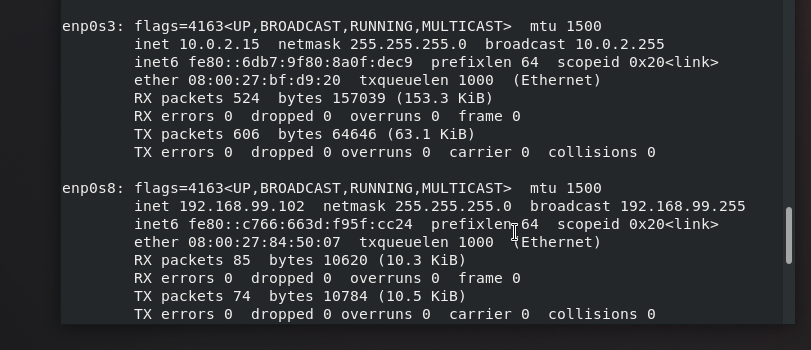 enp0s3: flags=4163<UP,BROADCAST,RUNNING,MULTICAST>  mtu 1500
        inet 10.0.2.15  netmask 255.255.255.0  broadcast 10.0.2.255
        inet6 fe80::6db7:9f80:8a0f:dec9  prefixlen 64  scopeid 0x20<link>
        ether 08:00:27:bf:d9:20  txqueuelen 1000  (Ethernet)
        RX packets 524  bytes 157039 (153.3 KiB)
        RX errors 0  dropped 0  overruns 0  frame 0
        TX packets 606  bytes 64646 (63.1 KiB)
        TX errors 0  dropped 0 overruns 0  carrier 0  collisions 0

enp0s8: flags=4163<UP,BROADCAST,RUNNING,MULTICAST>  mtu 1500
        inet 192.168.99.102  netmask 255.255.255.0  broadcast 192.168.99.255
        inet6 fe80::c766:663d:f95f:cc24  prefixlen 64  scopeid 0x20<link>
        ether 08:00:27:84:50:07  txqueuelen 1000  (Ethernet)
        RX packets 85  bytes 10620 (10.3 KiB)
        RX errors 0  dropped 0  overruns 0  frame 0
        TX packets 74  bytes 10784 (10.5 KiB)
        TX errors 0  dropped 0 overruns 0  carrier 0  collisions 0